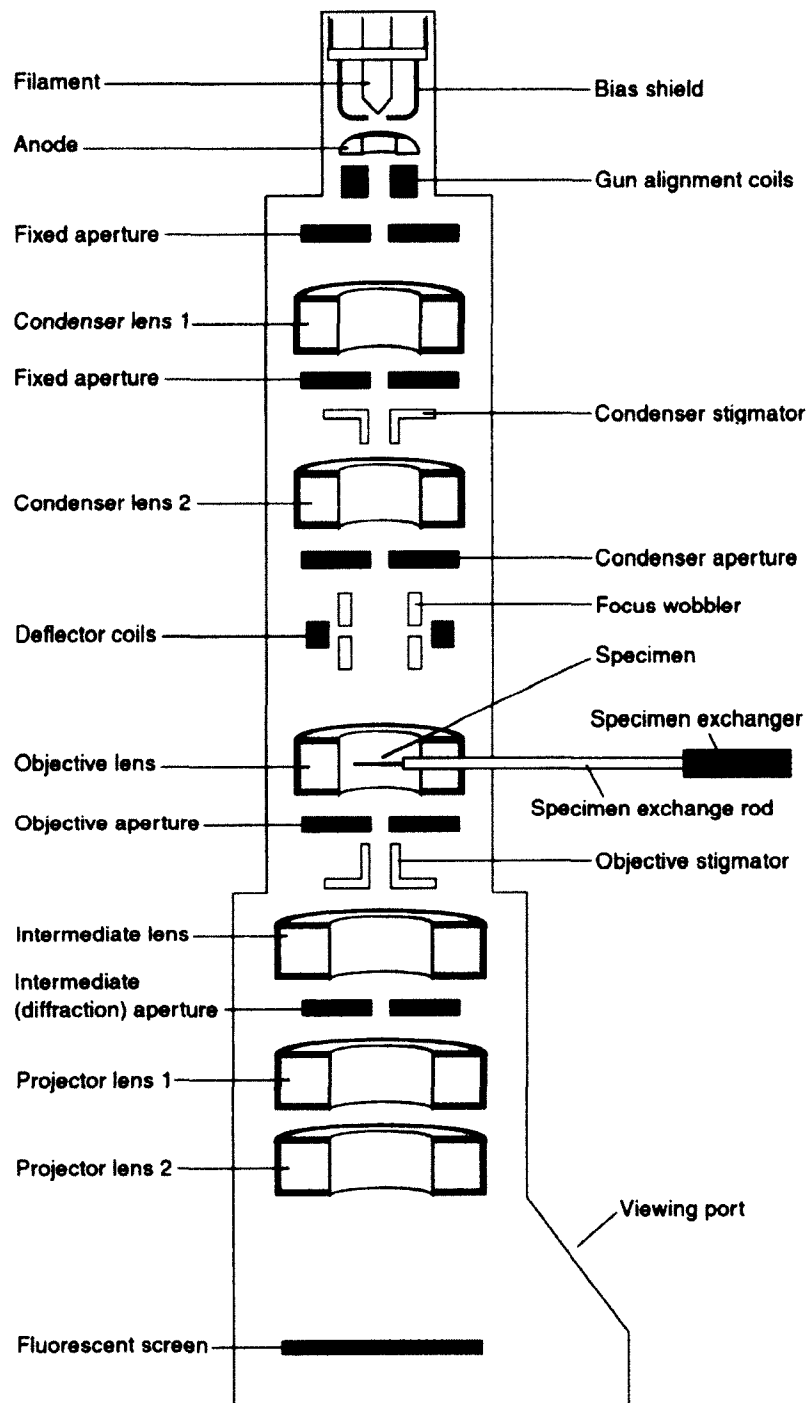 Filament
Bias shield
Anode
Gun alignment coils
Fixed aperture
Condenser lens 1
Fixed aperture
Condenser stigmator
Condenser lens 2
Condenser aperture
Focus wobbler
Deflector coils
Specimen
Specimen exchanger
Objective lens
Specimen exchange rod
Objective aperture
Objective stigmator
Intermediate lens
Intermediate
(diffraction) aperture
Projector lens 1
Projector lens 2
Viewing port
Fluorescent screen